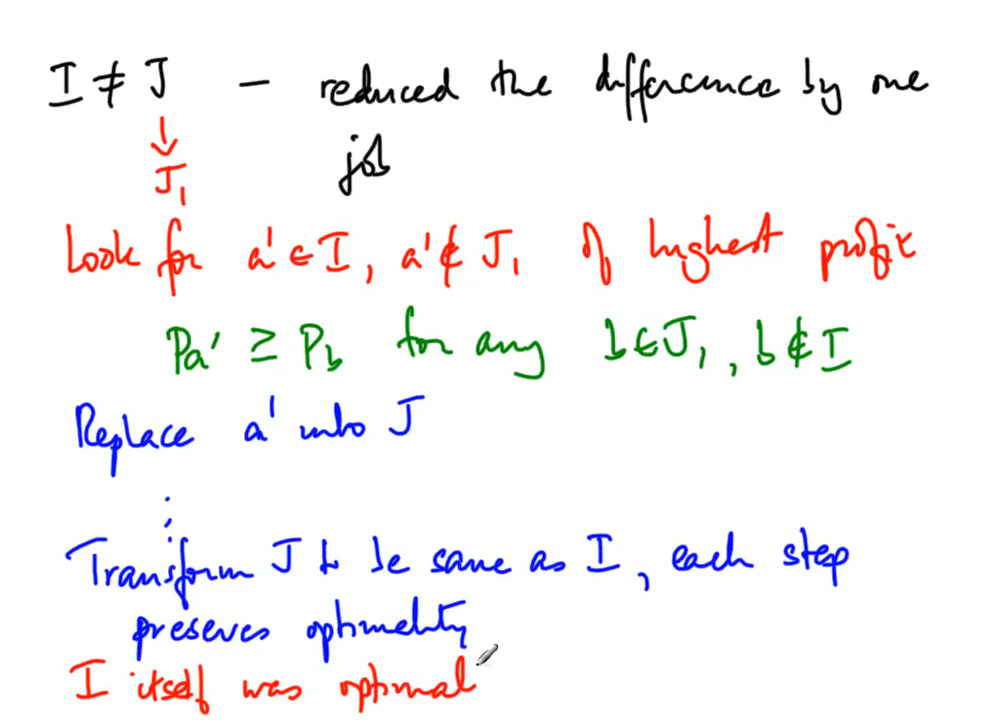 I ≠ J — reduced the difference by one
job
↓
J₁
Look for a' ∈ I, a' ∉ J₁ of highest profit
Pa' ≥ Pb for any b ∈ J₁, b ∉ I
Replace a' into J
⋮
Transform J to be same as I, each step
preserves optimality
I itself was optimal